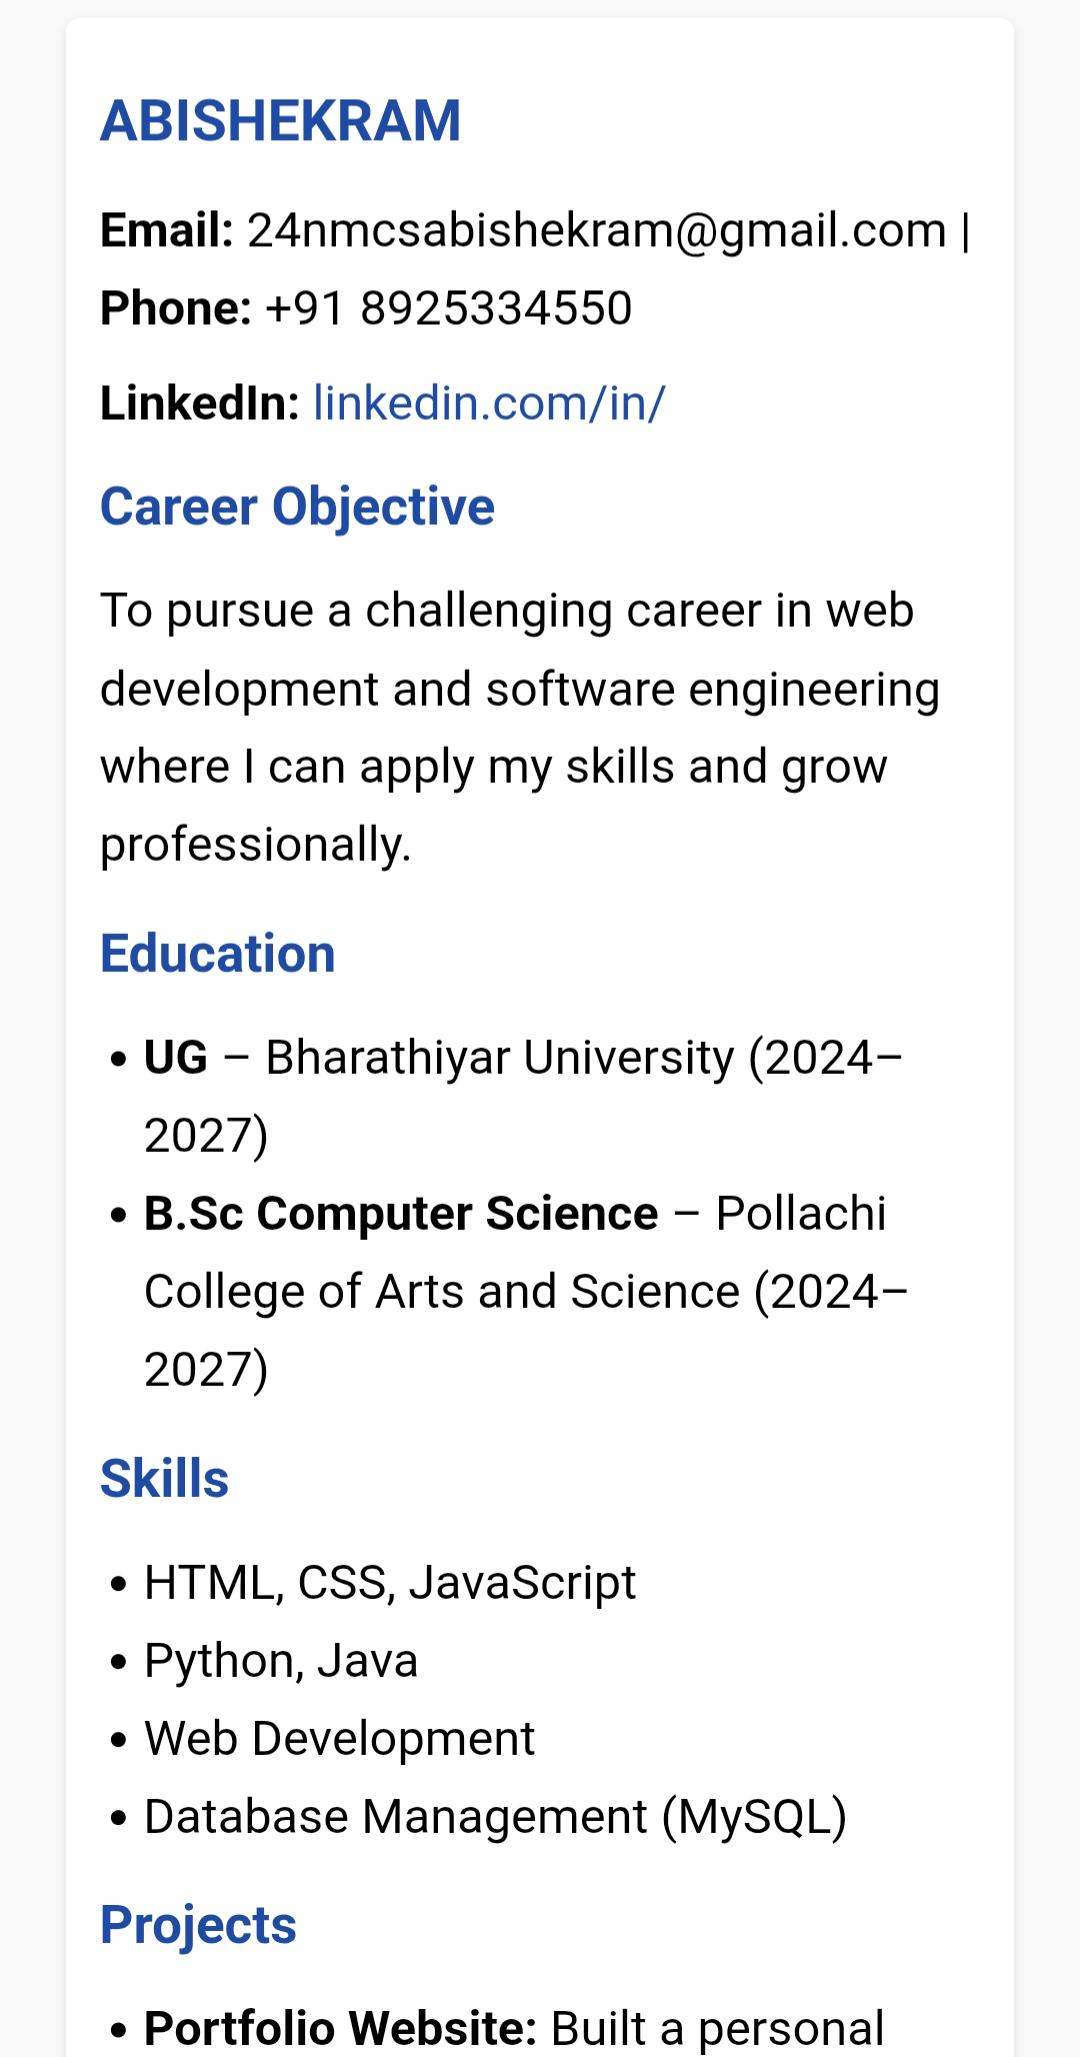 ABISHEKRAM
Email: 24nmcsabishekram@gmail.com |
Phone: +91 8925334550
LinkedIn: linkedin.com/in/
Career Objective
To pursue a challenging career in web
development and software engineering
where I can apply my skills and grow
professionally.
Education
• UG – Bharathiyar University (2024–
2027)
• B.Sc Computer Science – Pollachi
College of Arts and Science (2024–
2027)
Skills
• HTML, CSS, JavaScript
• Python, Java
• Web Development
• Database Management (MySQL)
Projects
• Portfolio Website: Built a personal